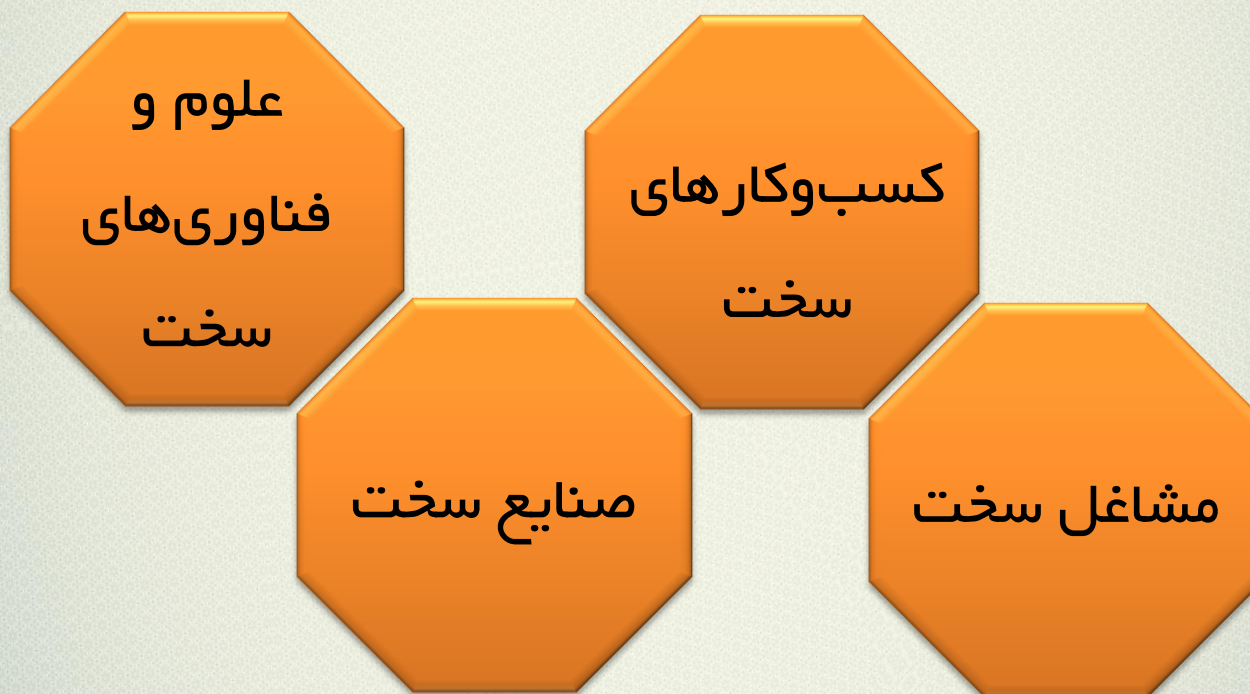 علوم و
فناوری‌های
سخت
کسب‌وکارهای
سخت
صنایع سخت
مشاغل سخت